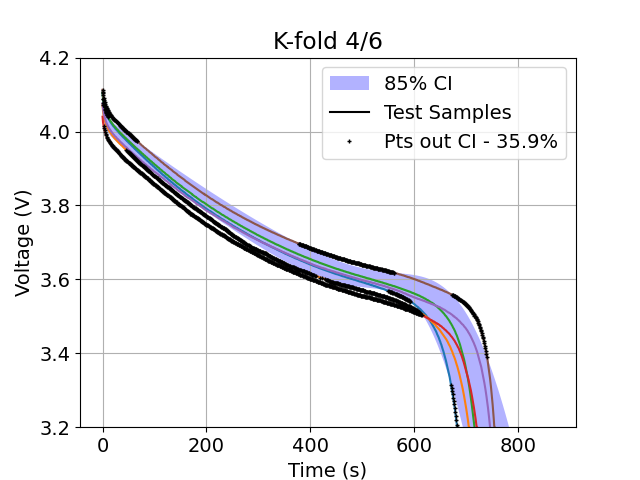 K-fold 4/6
85% CI
Test Samples
Pts out CI - 35.9%
Voltage (V)
4.2
4.0
3.8
3.6
3.4
3.2
0 200 400 600 800
Time (s)